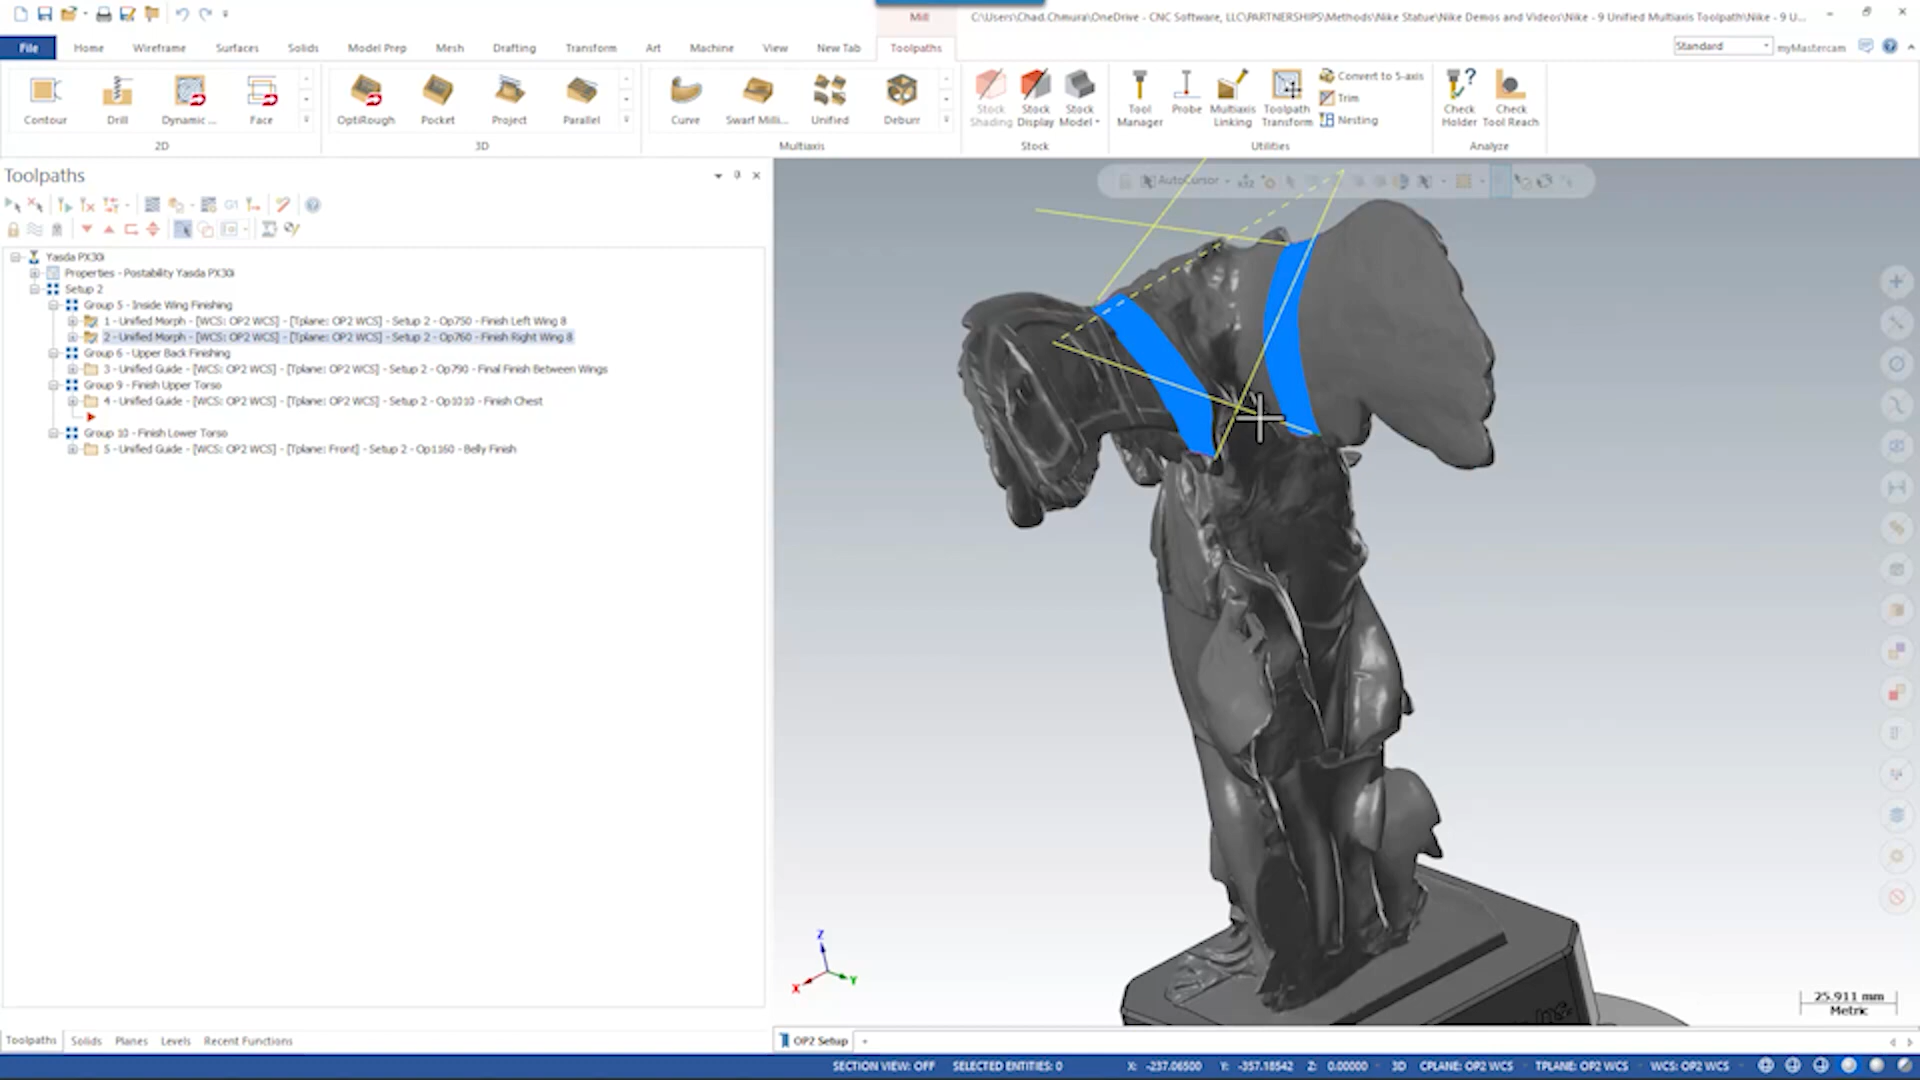 Mill
C:\Users\Chad.Chmura\OneDrive - CNC Software, LLC\PARTNERSHIPS\Methods\Nike Statue\Nike Demos and Videos\Nike - 9 Unified Multiaxis Toolpath\Nike - 9 U...
File Home Wireframe Surfaces Solids Model Prep Mesh Drafting Transform Art Machine View New Tab Toolpaths
Standard myMastercam
Contour Drill Dynamic ... Face OptiRough Pocket Project Parallel Curve Swarf Milli... Unified Deburr
Stock Shading Stock Display Stock Model Tool Manager Probe Multiaxis Linking Toolpath Transform Convert to 5-axis Trim Nesting Check Holder Check Tool Reach
2D 3D Multiaxis Stock Utilities Analyze
Toolpaths
AutoCursor
G1
Yasda PX30i
Properties - Postability Yasda PX30i
Setup 2
Group 5 - Inside Wing Finishing
1 - Unified Morph - [WCS: OP2 WCS] - [Tplane: OP2 WCS] - Setup 2 - Op750 - Finish Left Wing 8
2 - Unified Morph - [WCS: OP2 WCS] - [Tplane: OP2 WCS] - Setup 2 - Op760 - Finish Right Wing 8
Group 6 - Upper Back Finishing
3 - Unified Guide - [WCS: OP2 WCS] - [Tplane: OP2 WCS] - Setup 2 - Op790 - Final Finish Between Wings
Group 9 - Finish Upper Torso
4 - Unified Guide - [WCS: OP2 WCS] - [Tplane: OP2 WCS] - Setup 2 - Op1010 - Finish Chest
Group 10 - Finish Lower Torso
5 - Unified Guide - [WCS: OP2 WCS] - [Tplane: Front] - Setup 2 - Op1160 - Belly Finish
Z
X
Y
25.911 mm
Metric
Toolpaths Solids Planes Levels Recent Functions
OP2 Setup +
SECTION VIEW: OFF SELECTED ENTITIES: 0 X: -237.06500 Y: -357.18542 Z: 0.00000 3D CPLANE: OP2 WCS TPLANE: OP2 WCS WCS: OP2 WCS